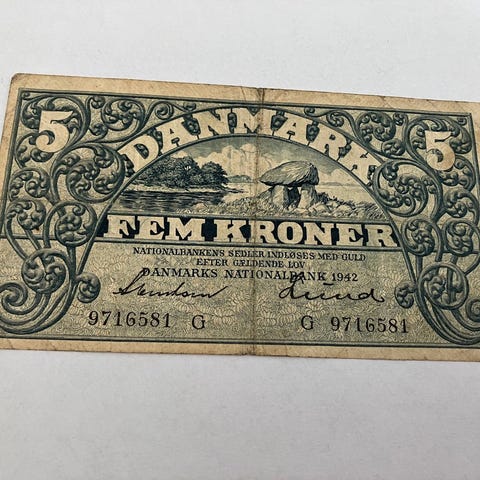 5 DANMARK 5
FEM KRONER
NATIONALBANKENS SEDLER INDLØSES MED GULD
EFTER GÆLDENDE LOV
DANMARKS NATIONALBANK 1942
9716581 G G 9716581